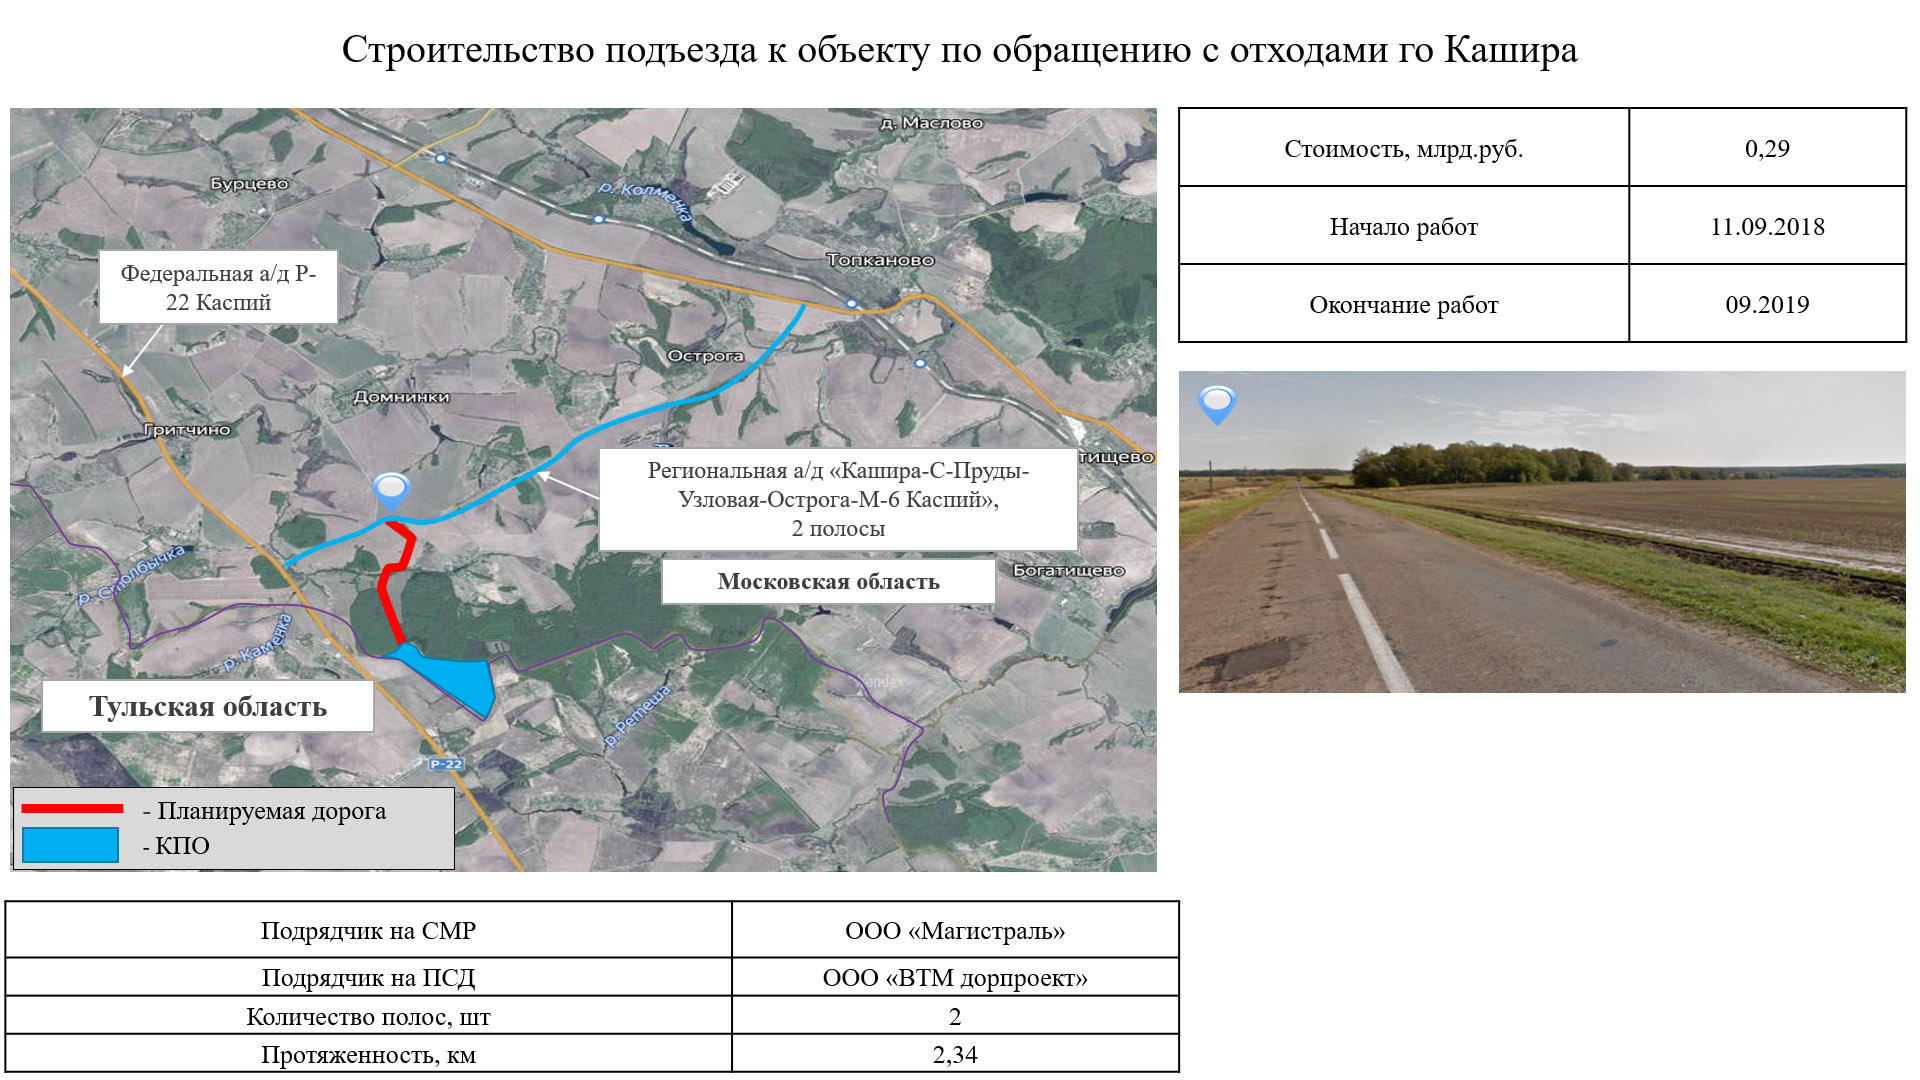 Строительство подъезда к объекту по обращению с отходами го Кашира
д. Маслово
Бурцево
р. Колменка
Топканово
Федеральная а/д Р-
22 Каспий
Острога
Домнинки
Гритчино
тищево
Региональная а/д «Кашира-С-Пруды-
Узловая-Острога-М-6 Каспий»,
2 полосы
Московская область
Богатищево
р. Столбычка
р. Каменка
Yandex
Тульская область
р. Ретеша
Р-22
- Планируемая дорога
- КПО
Стоимость, млрд.руб. 0,29
Начало работ 11.09.2018
Окончание работ 09.2019
Подрядчик на СМР ООО «Магистраль»
Подрядчик на ПСД ООО «ВТМ дорпроект»
Количество полос, шт 2
Протяженность, км 2,34